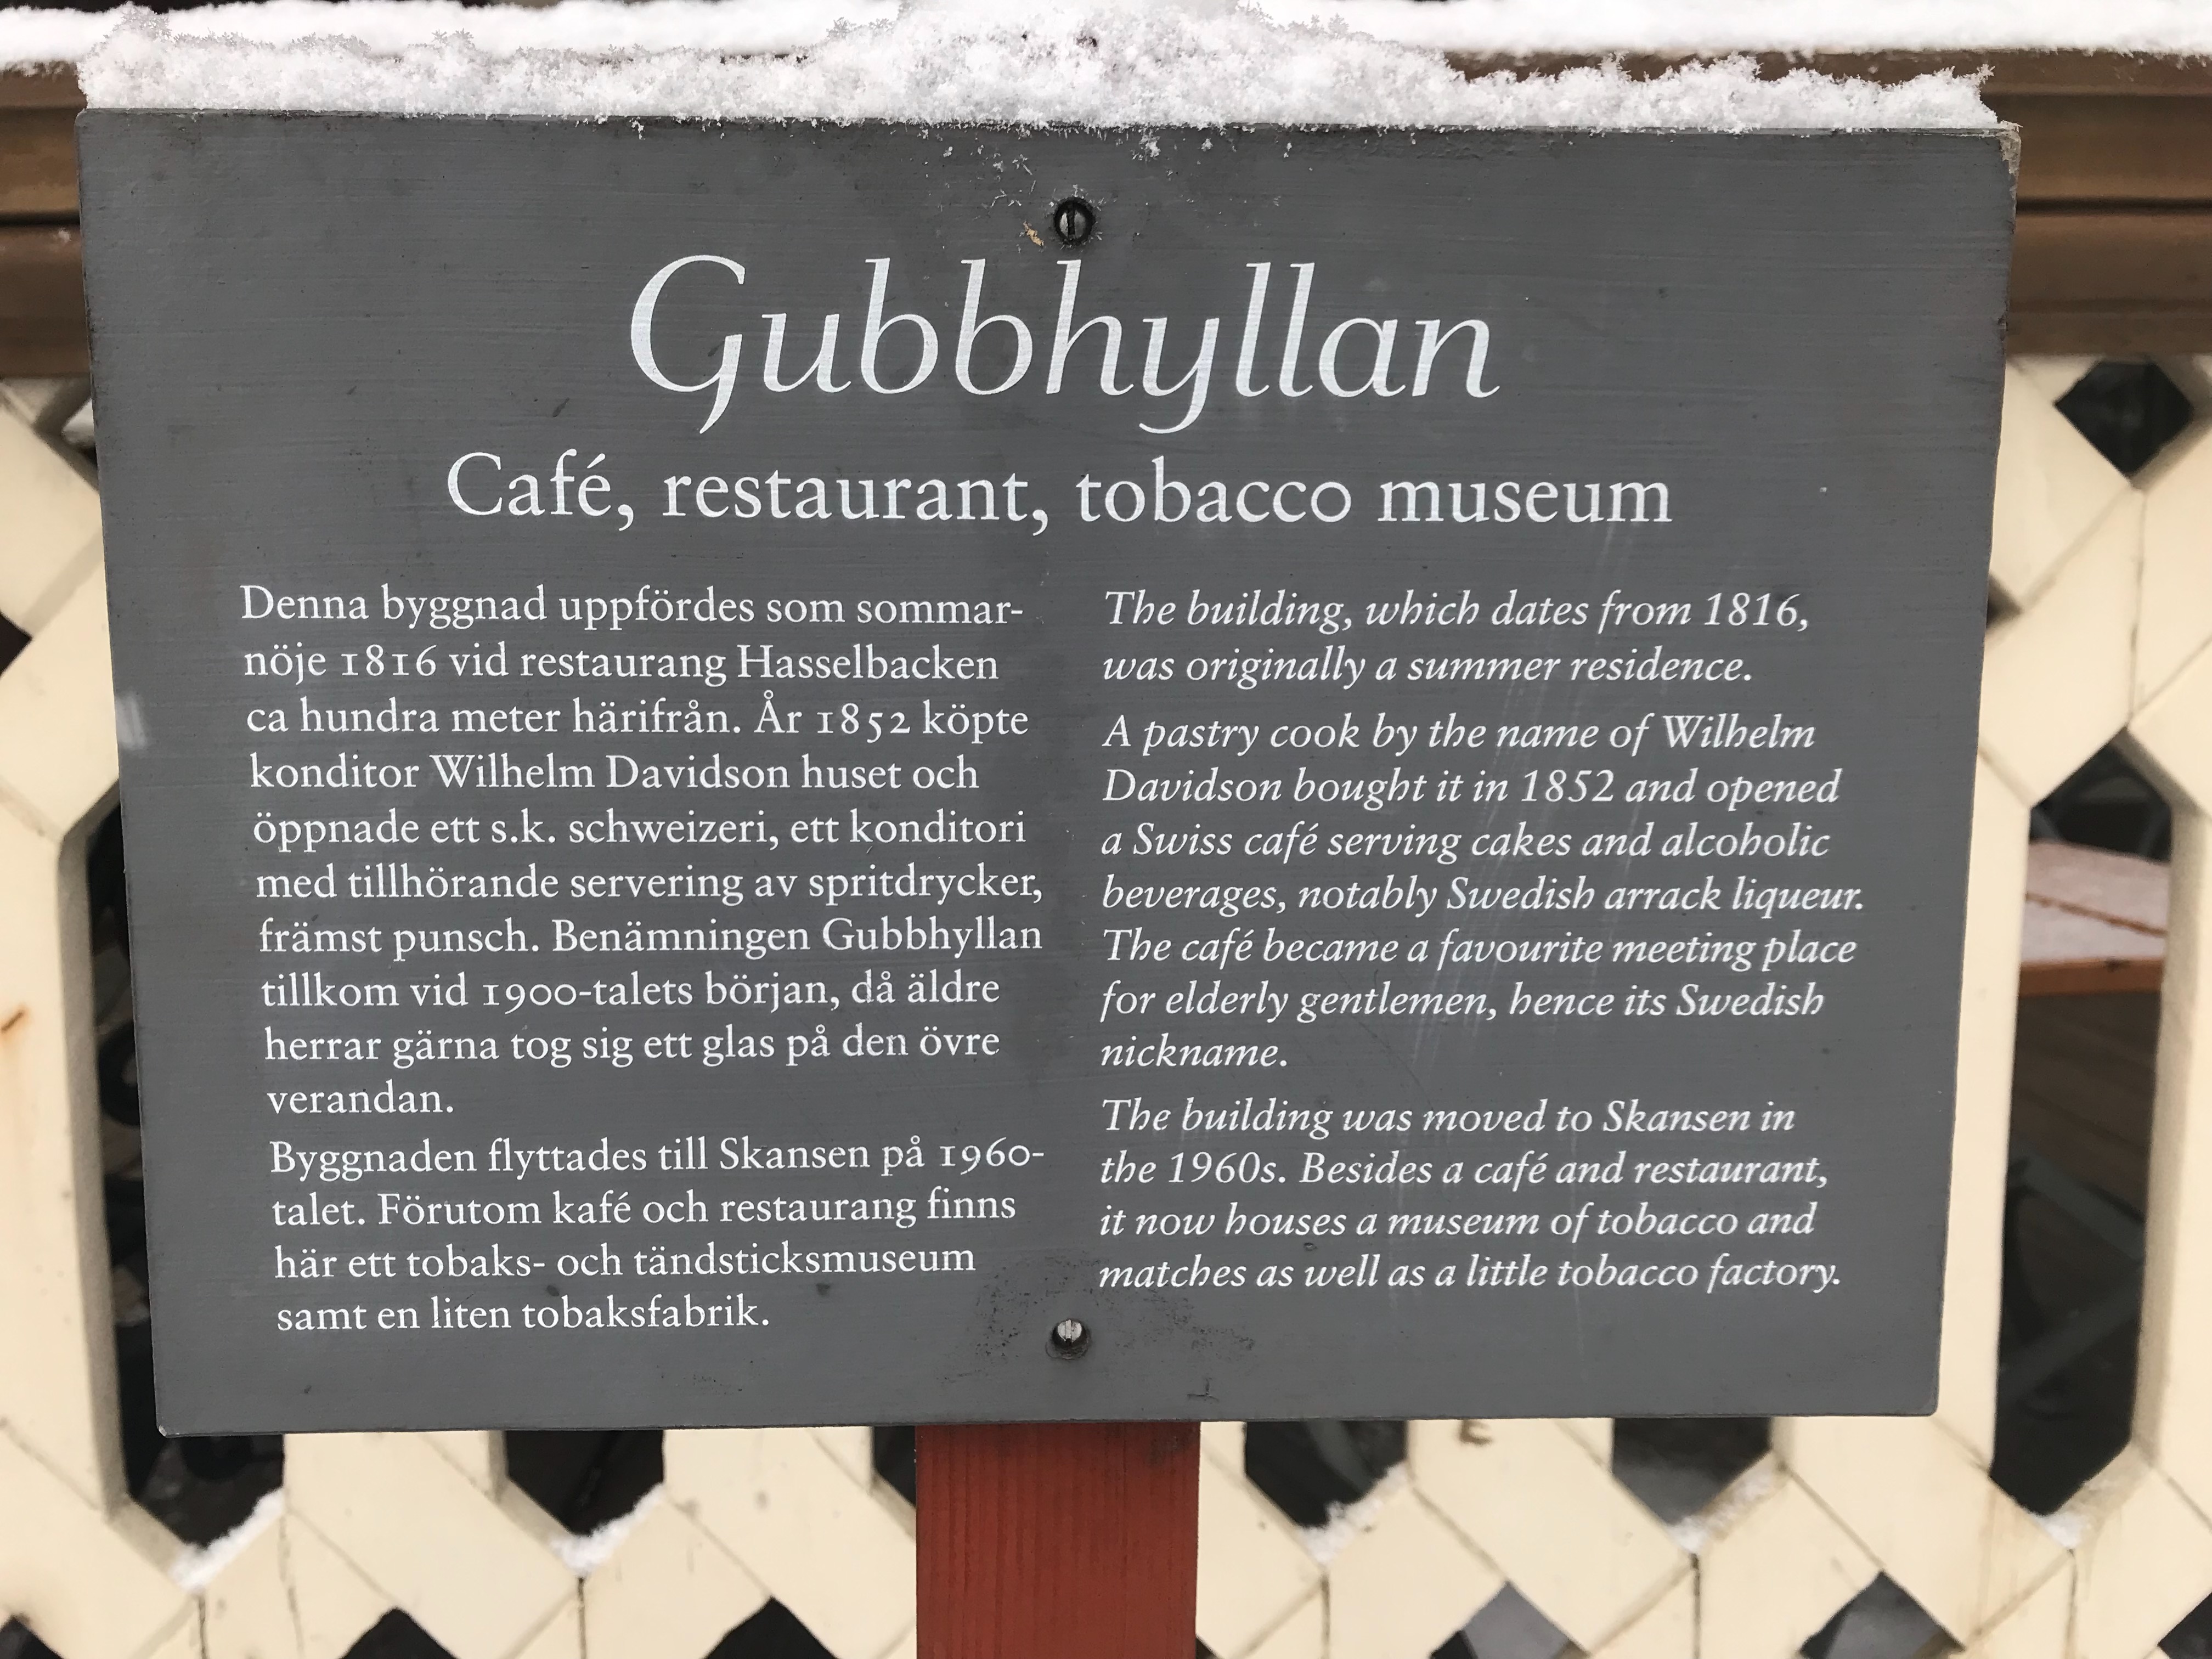 Gubbhyllan
Café, restaurant, tobacco museum
Denna byggnad uppfördes som sommar-
nöje 1816 vid restaurang Hasselbacken
ca hundra meter härifrån. År 1852 köpte
konditor Wilhelm Davidson huset och
öppnade ett s.k. schweizeri, ett konditori
med tillhörande servering av spritdrycker,
främst punsch. Benämningen Gubbhyllan
tillkom vid 1900-talets början, då äldre
herrar gärna tog sig ett glas på den övre
verandan.
Byggnaden flyttades till Skansen på 1960-
talet. Förutom kafé och restaurang finns
här ett tobaks- och tändsticksmuseum
samt en liten tobaksfabrik.
The building, which dates from 1816,
was originally a summer residence.
A pastry cook by the name of Wilhelm
Davidson bought it in 1852 and opened
a Swiss café serving cakes and alcoholic
beverages, notably Swedish arrack liqueur.
The café became a favourite meeting place
for elderly gentlemen, hence its Swedish
nickname.
The building was moved to Skansen in
the 1960s. Besides a café and restaurant,
it now houses a museum of tobacco and
matches as well as a little tobacco factory.